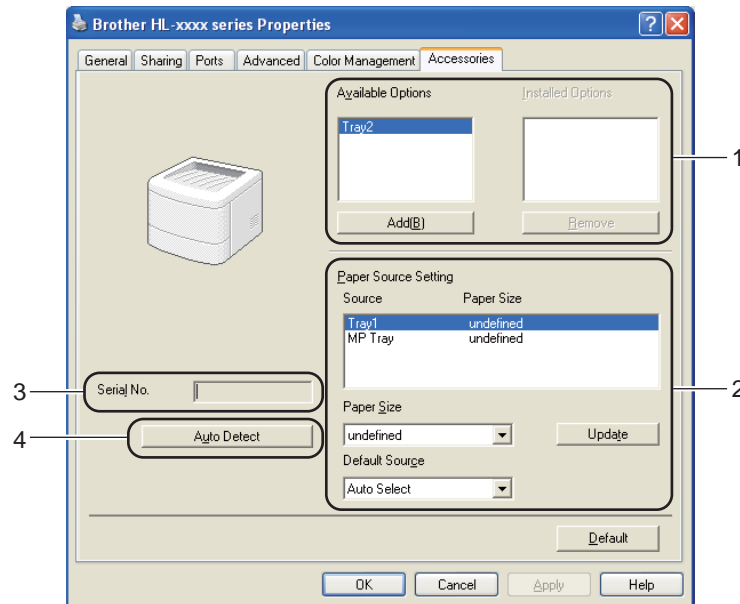 Brother HL-xxxx series Properties
General Sharing Ports Advanced Color Management Accessories
Available Options Installed Options
Tray2
1
Add(B) Remove
Paper Source Setting
Source Paper Size
Tray1 undefined
MP Tray undefined
3 Serial No.
2
Paper Size
4 Auto Detect
undefined Update
Default Source
Auto Select
Default
OK Cancel Apply Help